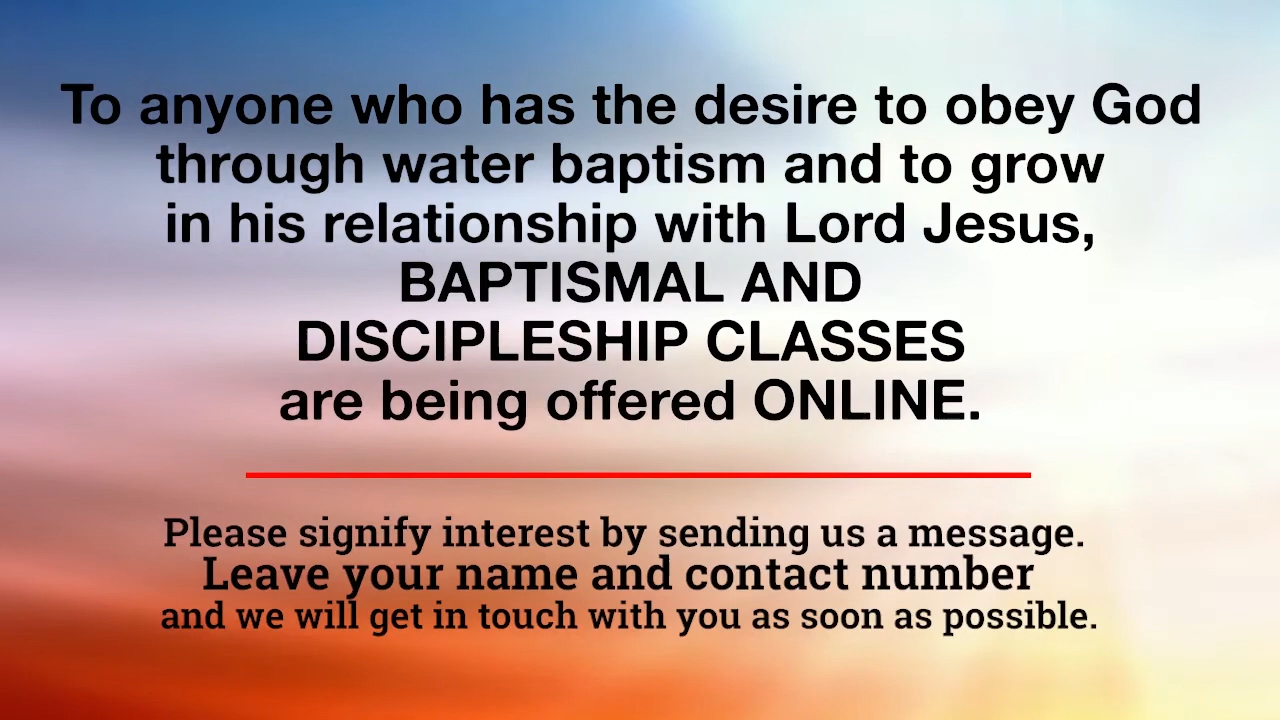 To anyone who has the desire to obey God
through water baptism and to grow
in his relationship with Lord Jesus,
BAPTISMAL AND
DISCIPLESHIP CLASSES
are being offered ONLINE.
Please signify interest by sending us a message.
Leave your name and contact number
and we will get in touch with you as soon as possible.